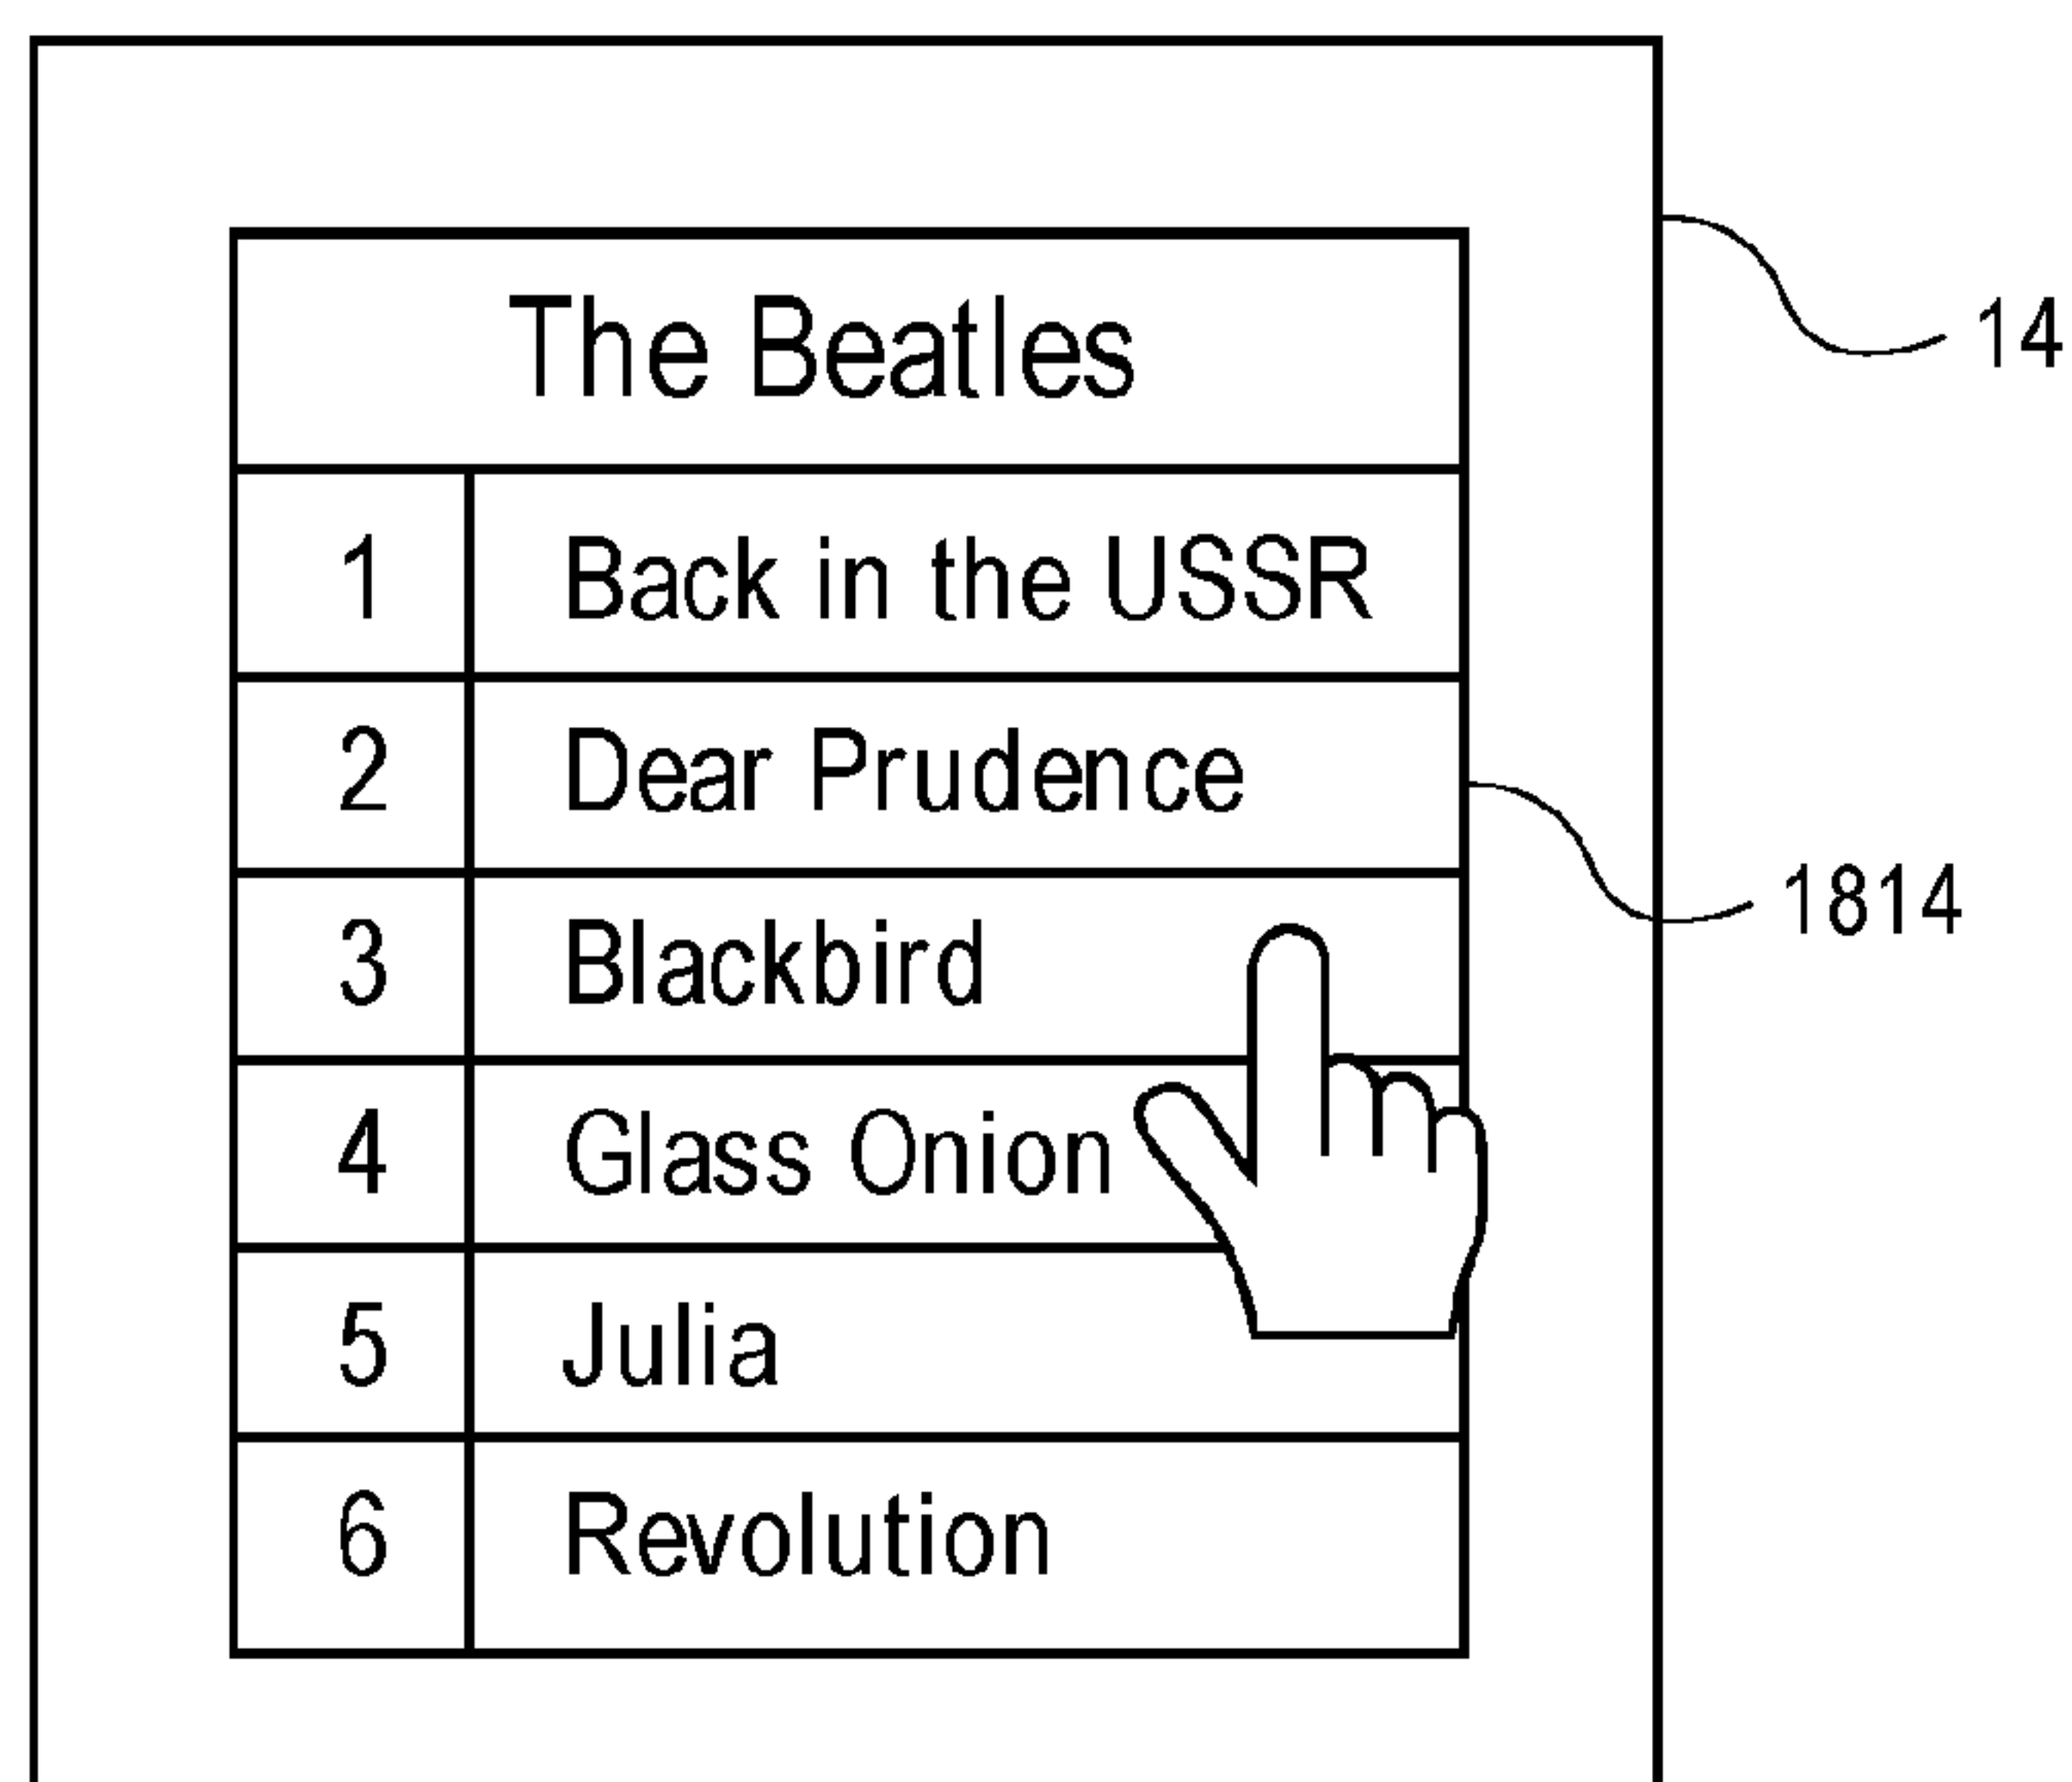 The Beatles
14
1 Back in the USSR
2 Dear Prudence
1814
3 Blackbird
4 Glass Onion
5 Julia
6 Revolution